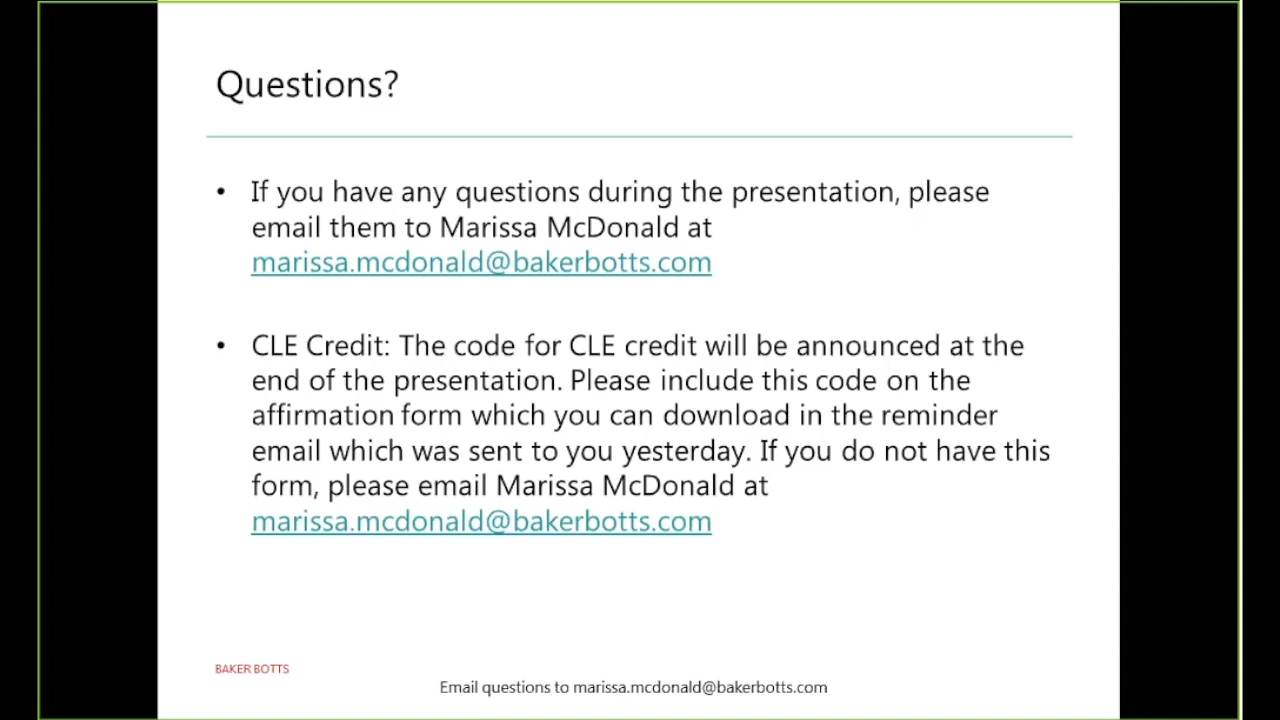 Questions?
• If you have any questions during the presentation, please
email them to Marissa McDonald at
marissa.mcdonald@bakerbotts.com
• CLE Credit: The code for CLE credit will be announced at the
end of the presentation. Please include this code on the
affirmation form which you can download in the reminder
email which was sent to you yesterday. If you do not have this
form, please email Marissa McDonald at
marissa.mcdonald@bakerbotts.com
BAKER BOTTS
Email questions to marissa.mcdonald@bakerbotts.com